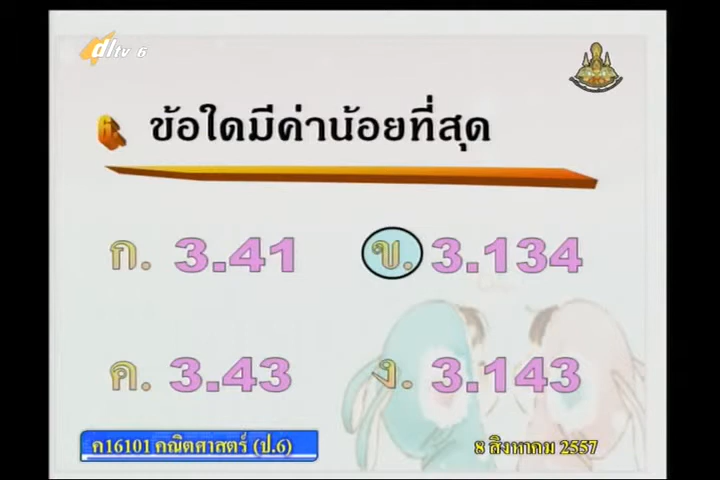 dltv 6
6. ข้อใดมีค่าน้อยที่สุด
ก. 3.41 ข. 3.134
ค. 3.43 ง. 3.143
ค16101 คณิตศาสตร์ (ป.6) 8 สิงหาคม 2557